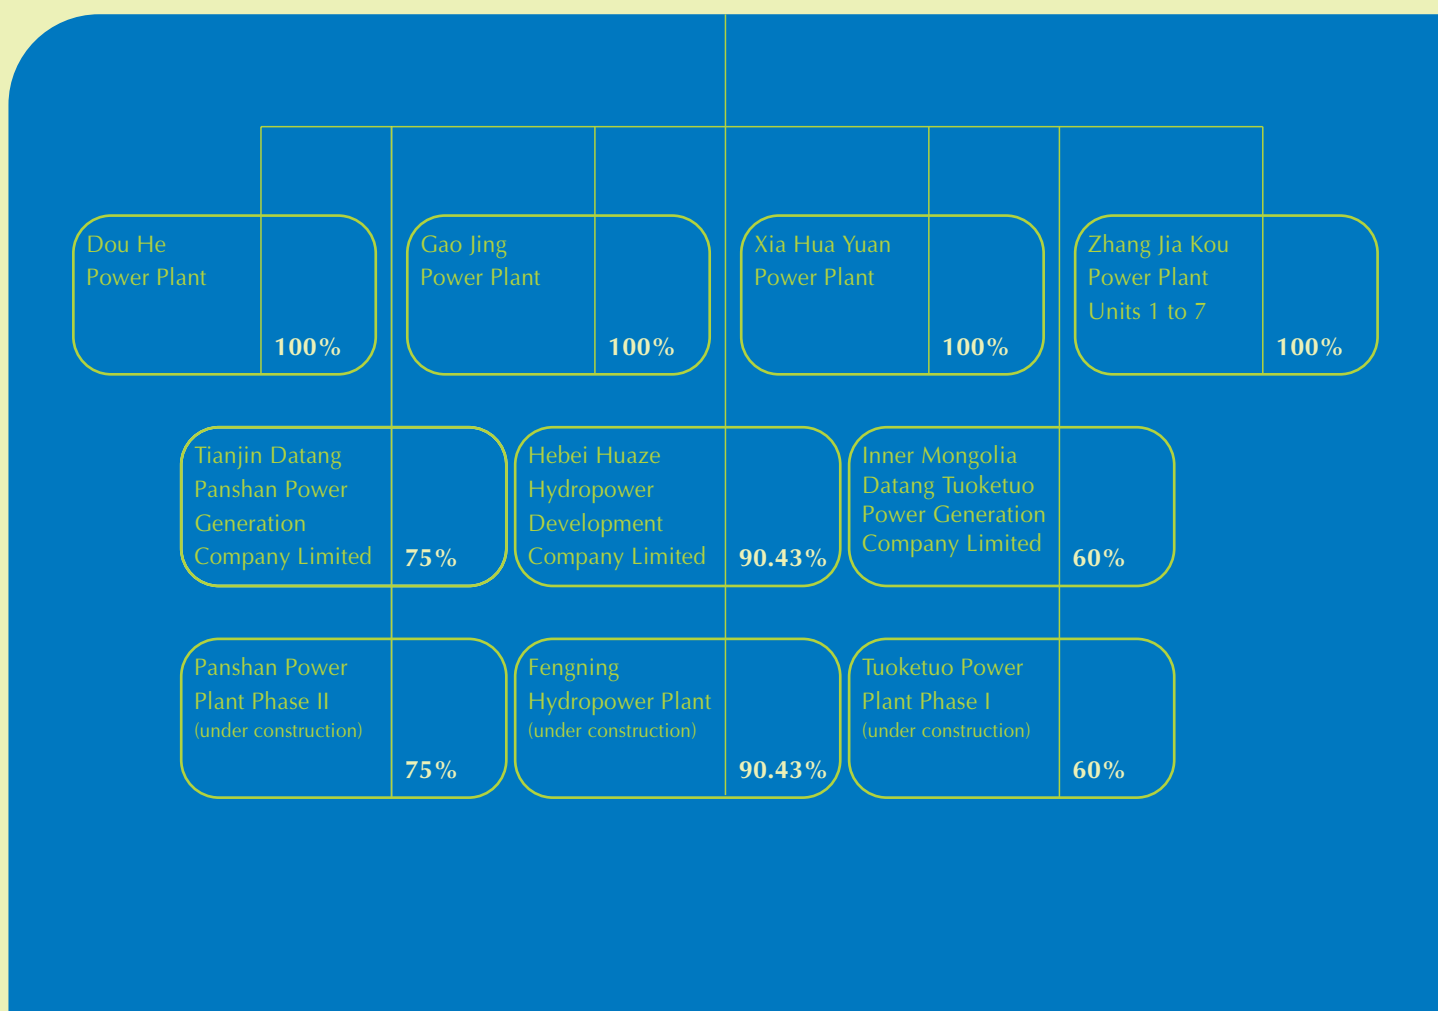 Dou He
Power Plant
100%
Gao Jing
Power Plant
100%
Xia Hua Yuan
Power Plant
100%
Zhang Jia Kou
Power Plant
Units 1 to 7
100%
Tianjin Datang
Panshan Power
Generation
Company Limited
75%
Hebei Huaze
Hydropower
Development
Company Limited
90.43%
Inner Mongolia
Datang Tuoketuo
Power Generation
Company Limited
60%
Panshan Power
Plant Phase II
(under construction)
75%
Fengning
Hydropower Plant
(under construction)
90.43%
Tuoketuo Power
Plant Phase I
(under construction)
60%